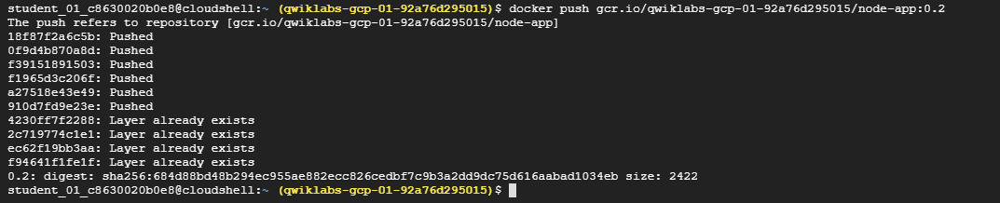 student_01_c8630020b0e8@cloudshell:~ (qwiklabs-gcp-01-92a76d295015)$ docker push gcr.io/qwiklabs-gcp-01-92a76d295015/node-app:0.2
The push refers to repository [gcr.io/qwiklabs-gcp-01-92a76d295015/node-app]
18f87f2a6c5b: Pushed
0f9d4b870a8d: Pushed
f39151891503: Pushed
f1965d3c206f: Pushed
a27518e43e49: Pushed
910d7fd9e23e: Pushed
4230ff7f2288: Layer already exists
2c719774c1e1: Layer already exists
ec62f19bb3aa: Layer already exists
f94641f1fe1f: Layer already exists
0.2: digest: sha256:684d88bd48b294ec955ae882ecc826cedbf7c9b3a2dd9dc75d616aabad1034eb size: 2422
student_01_c8630020b0e8@cloudshell:~ (qwiklabs-gcp-01-92a76d295015)$